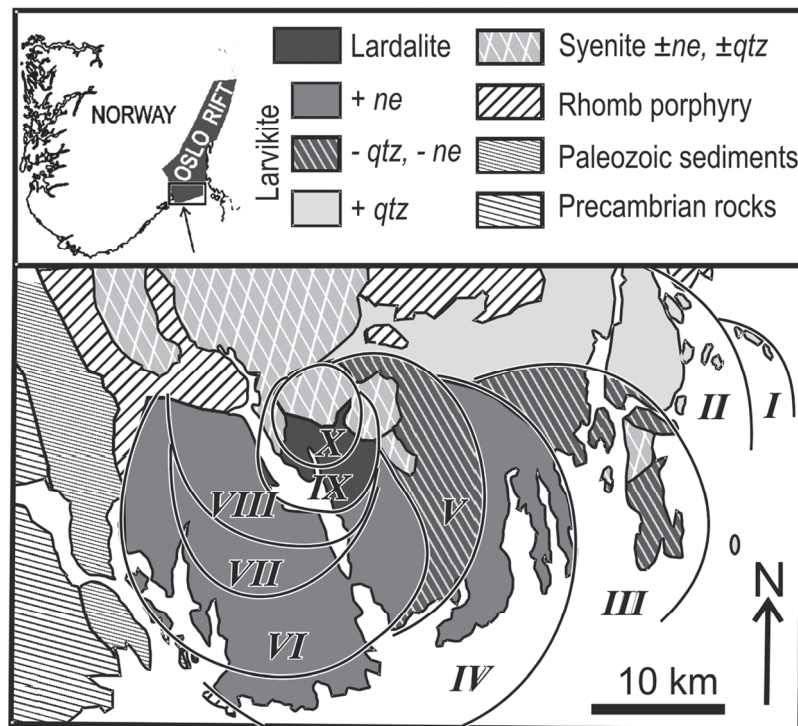 NORWAY
OSLO RIFT
Larvikite
Lardalite
+ ne
- qtz, - ne
+ qtz
Syenite ±ne, ±qtz
Rhomb porphyry
Paleozoic sediments
Precambrian rocks
I
II
III
IV
V
VI
VII
VIII
IX
X
N
10 km